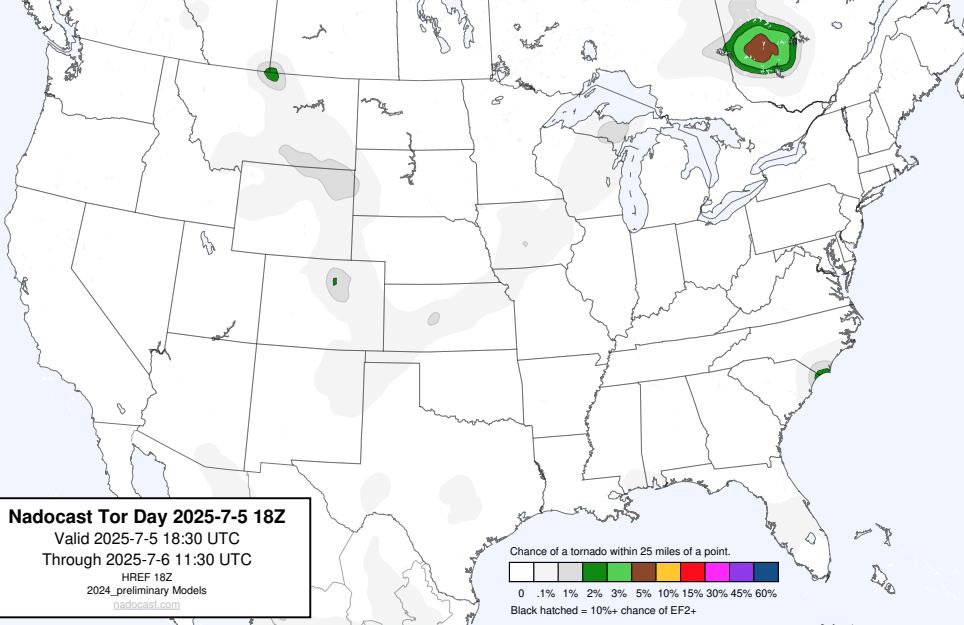 Nadocast Tor Day 2025-7-5 18Z
Valid 2025-7-5 18:30 UTC
Through 2025-7-6 11:30 UTC
HREF 18Z
2024_preliminary Models
nadocast.com
Chance of a tornado within 25 miles of a point.
0 .1% 1% 2% 3% 5% 10% 15% 30% 45% 60%
Black hatched = 10%+ chance of EF2+